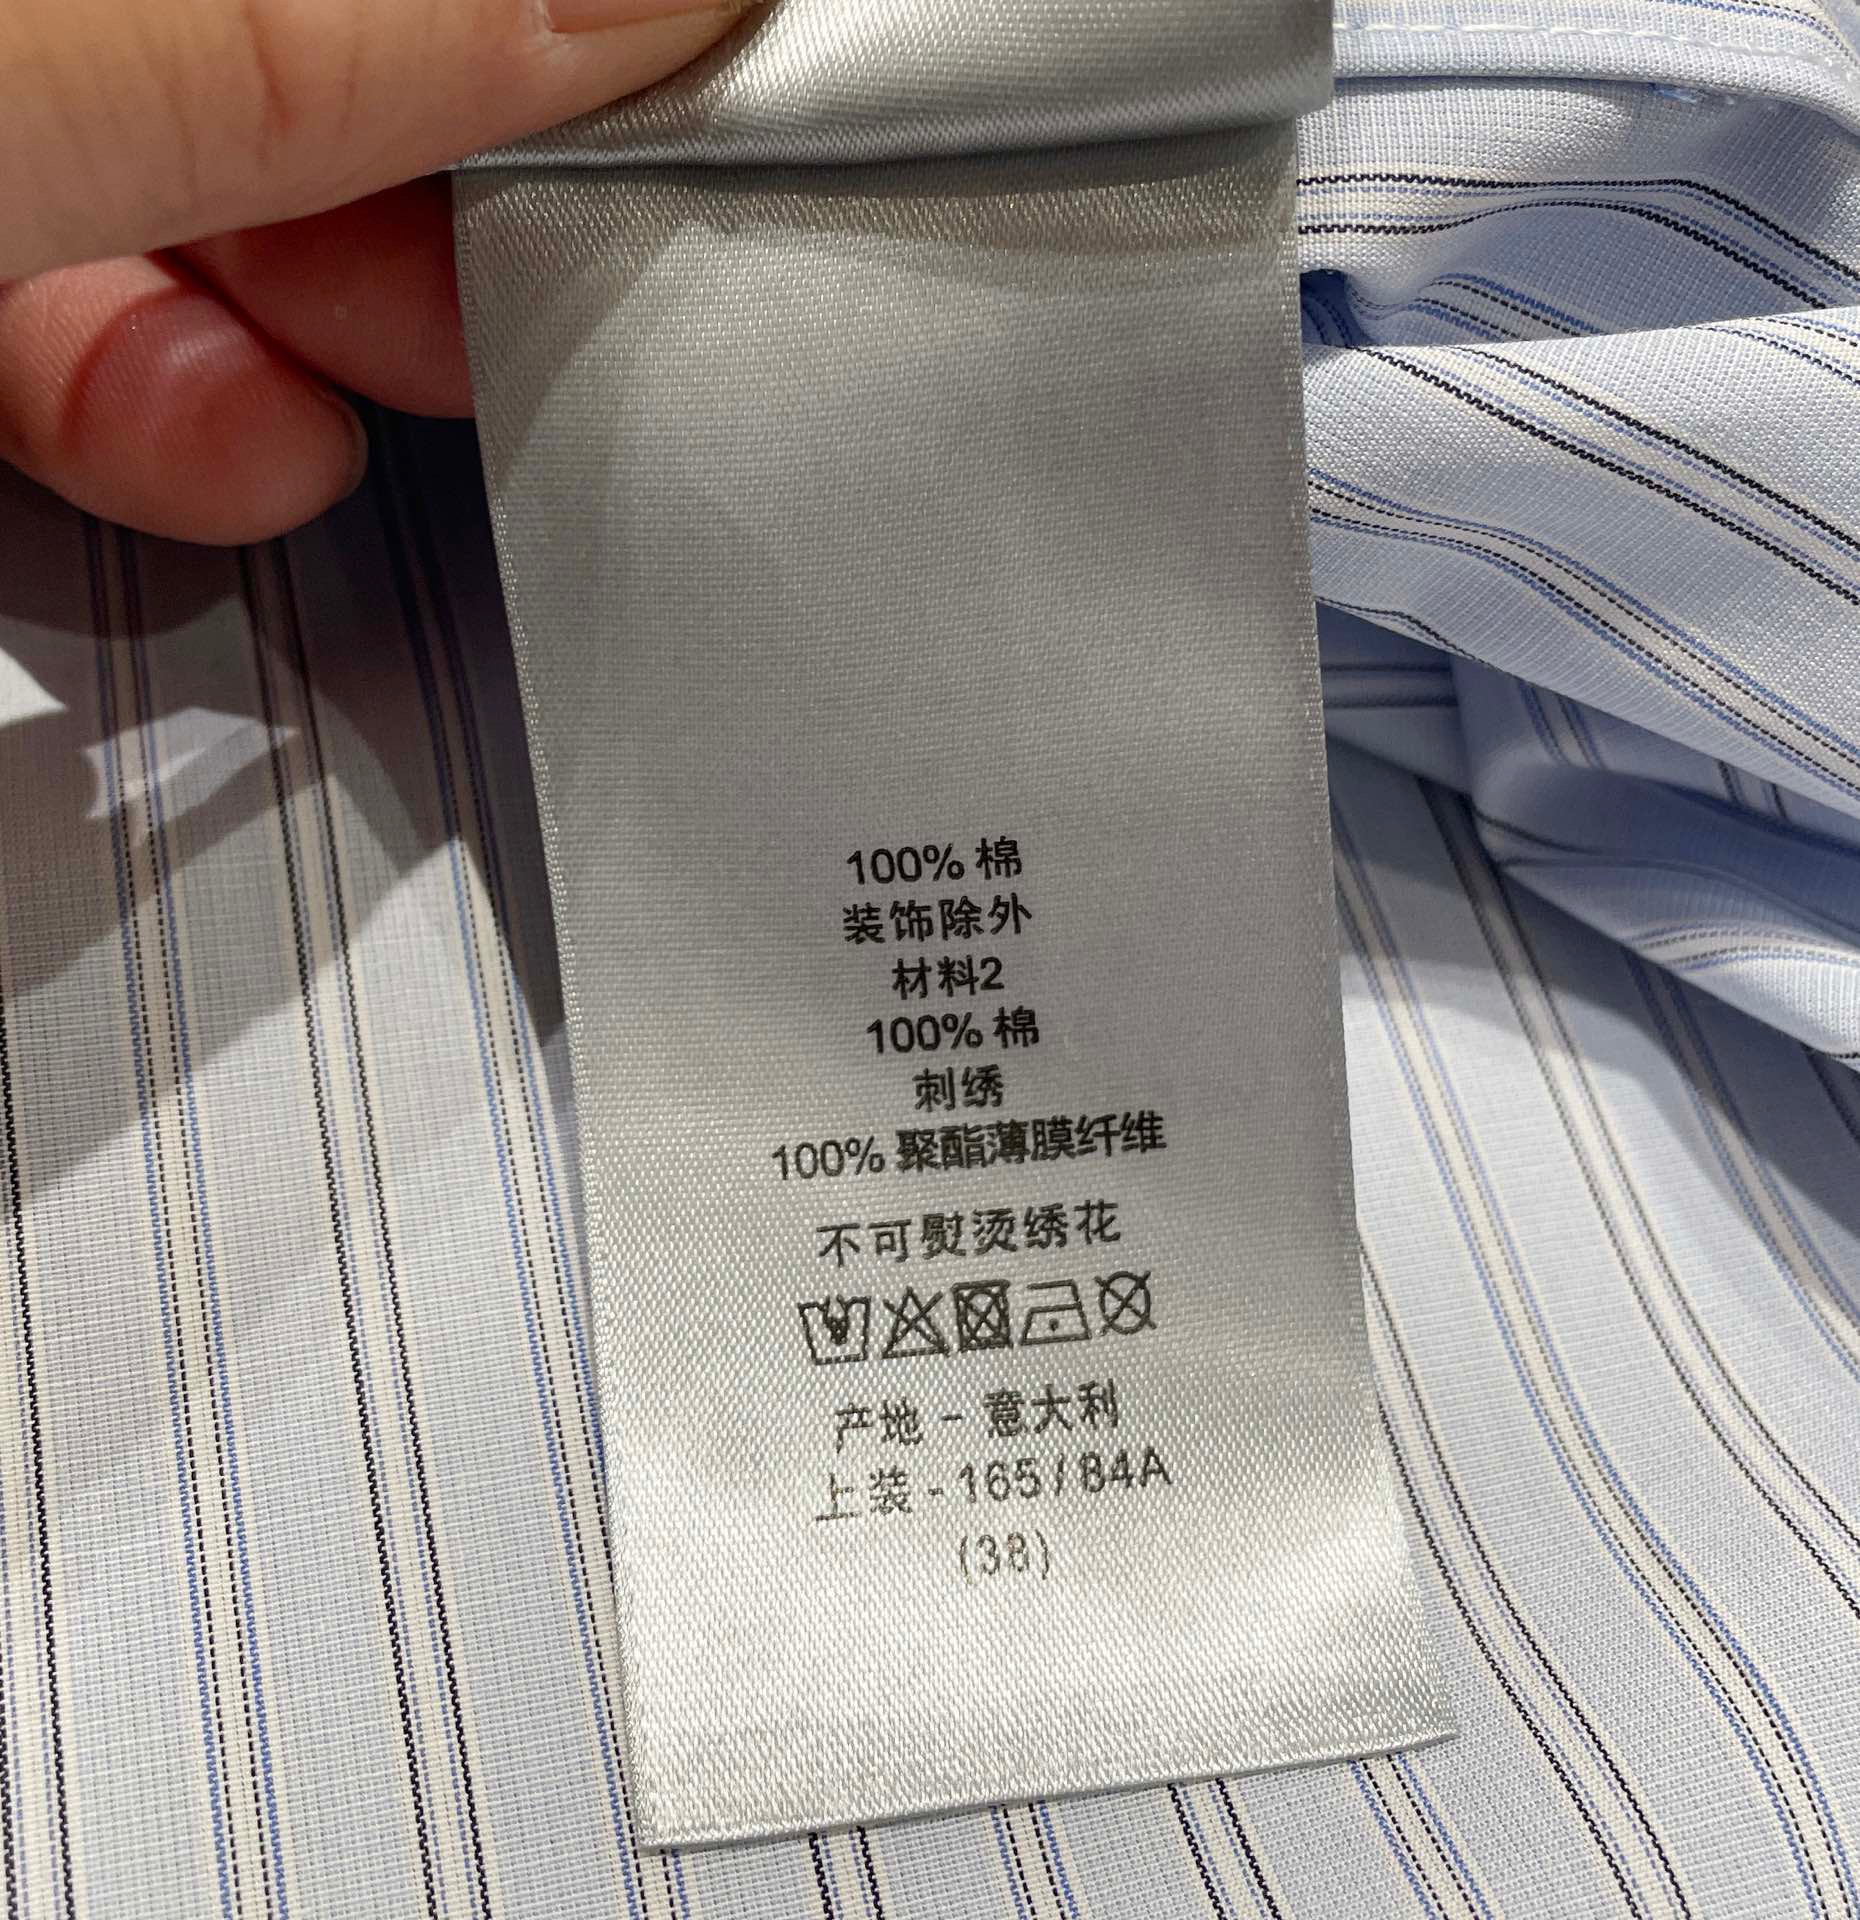 100% 棉
装饰除外
材料2
100% 棉
刺绣
100% 聚酯薄膜纤维
不可熨烫绣花
产地 - 意大利
上装 - 165 / 84A
(38)